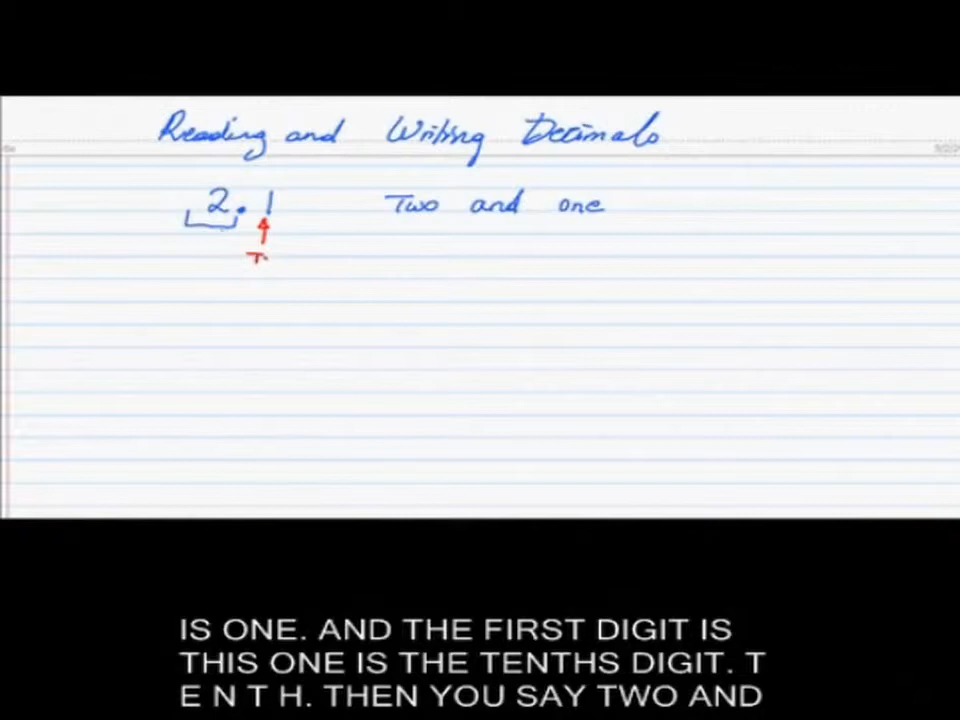 Reading and Writing Decimals
2.1 Two and one
T
IS ONE. AND THE FIRST DIGIT IS
THIS ONE IS THE TENTHS DIGIT. T
E N T H. THEN YOU SAY TWO AND